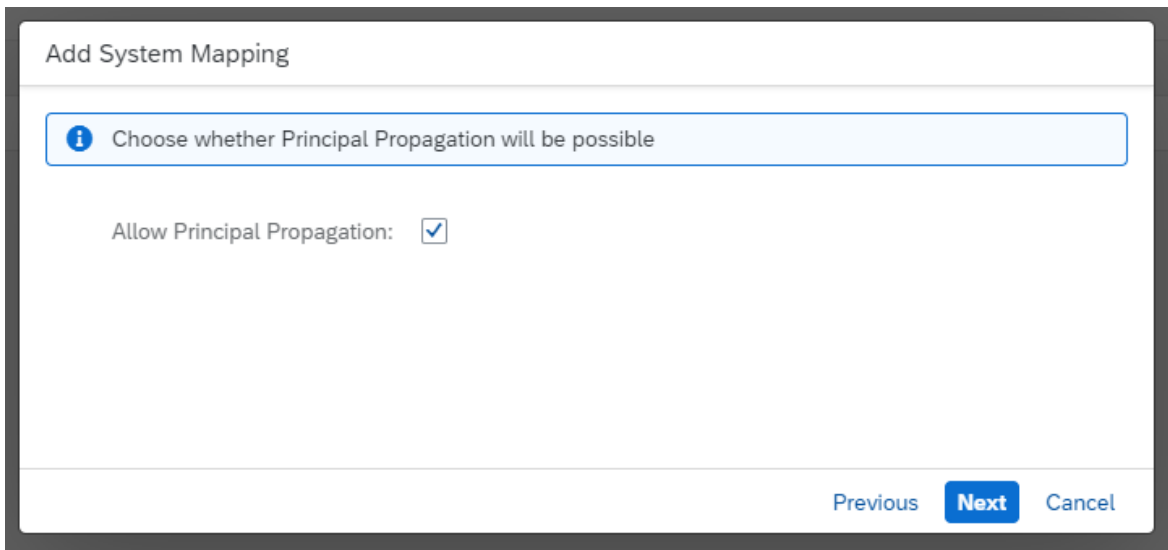 Add System Mapping
Choose whether Principal Propagation will be possible
Allow Principal Propagation:
Previous Next Cancel